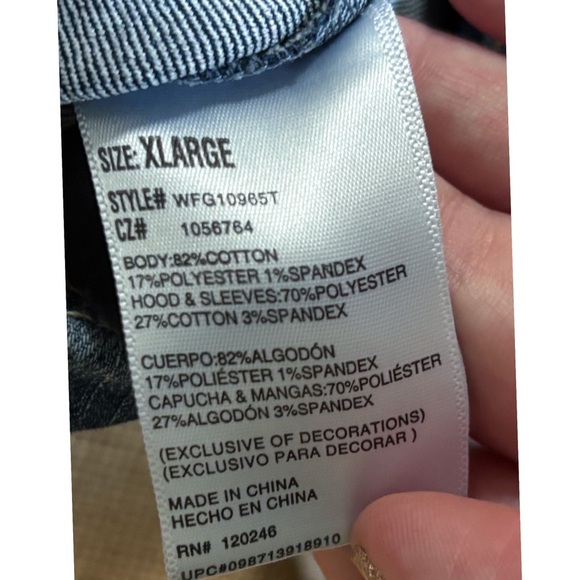 SIZE: XLARGE
STYLE# WFG10965T
CZ# 1056764
BODY:82%COTTON
17%POLYESTER 1%SPANDEX
HOOD & SLEEVES:70%POLYESTER
27%COTTON 3%SPANDEX
CUERPO:82%ALGODÓN
17%POLIÉSTER 1%SPANDEX
CAPUCHA & MANGAS:70%POLIÉSTER
27%ALGODÓN 3%SPANDEX
(EXCLUSIVE OF DECORATIONS)
(EXCLUSIVO PARA DECORAR )
MADE IN CHINA
HECHO EN CHINA
RN# 120246
UPC#098713918910